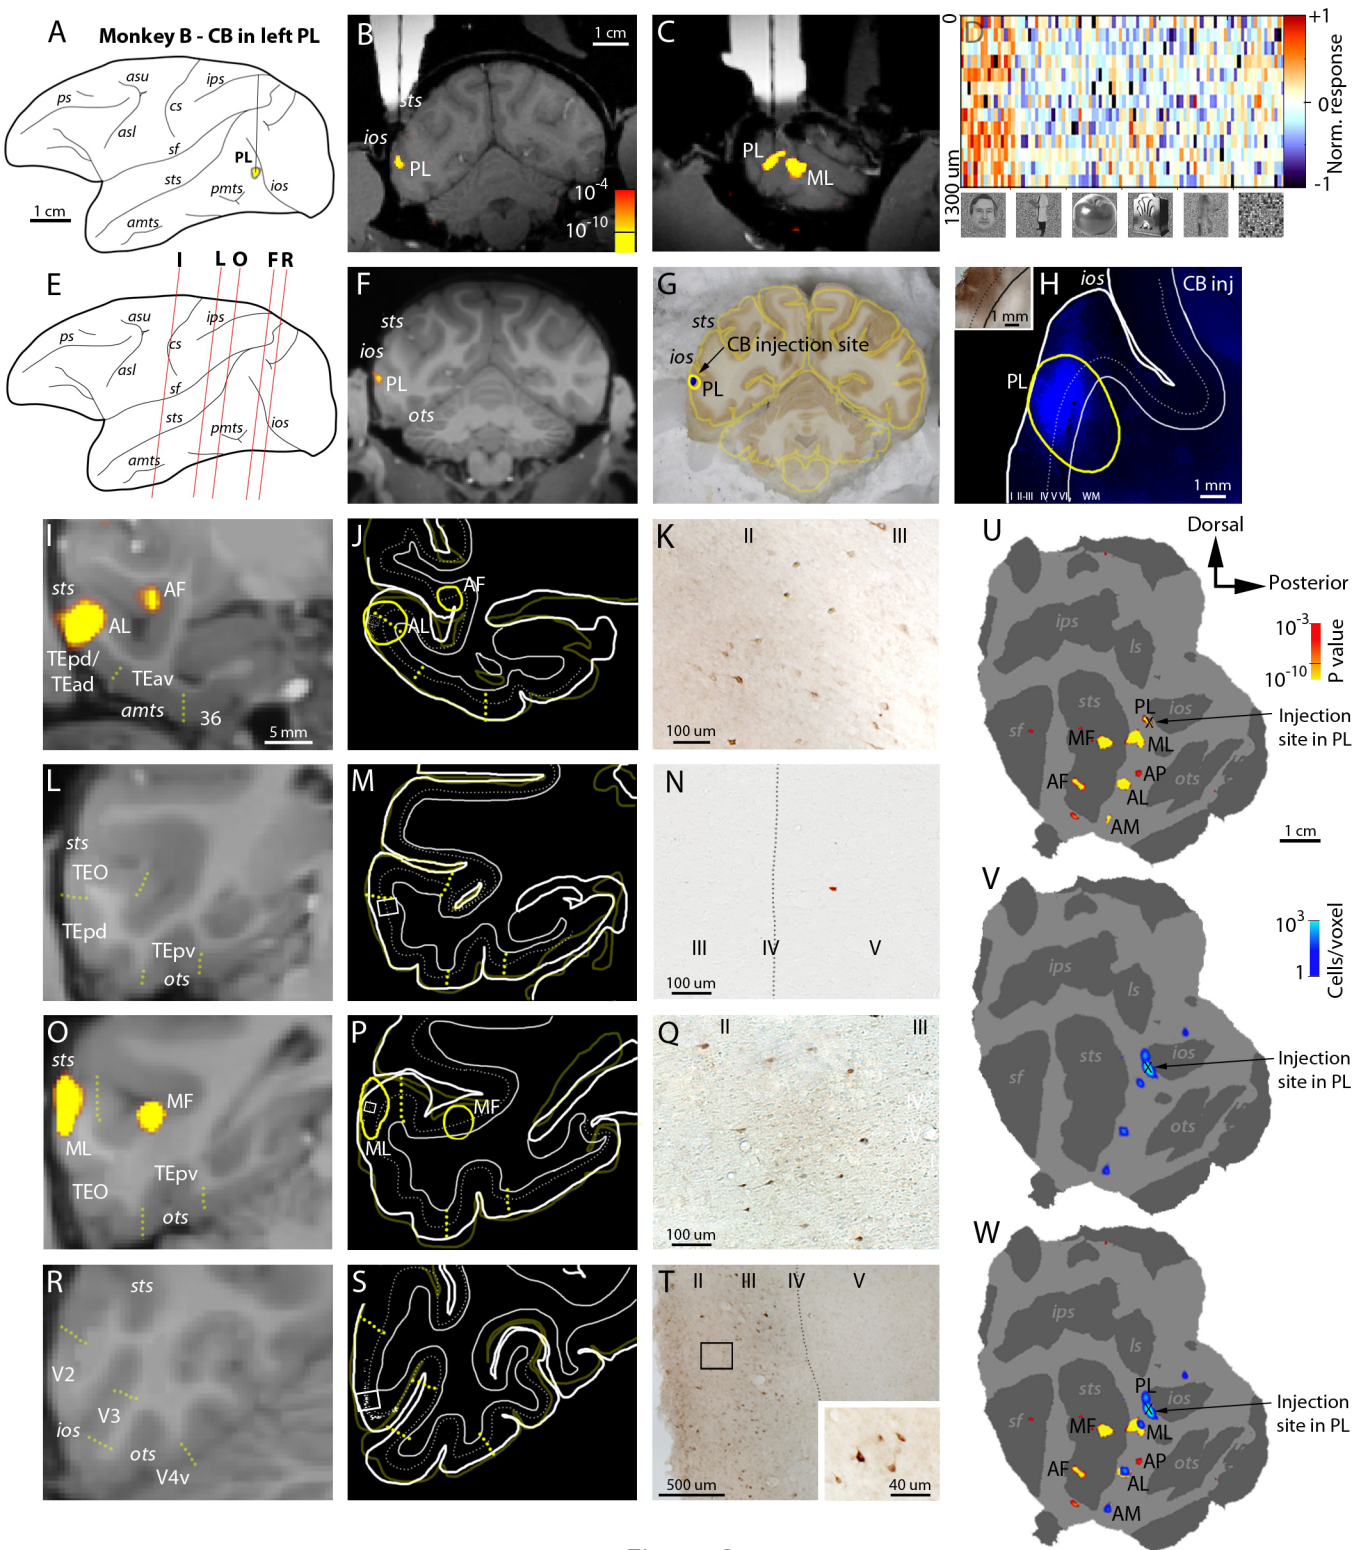 A
Monkey B - CB in left PL
ps
asu
cs
ips
asl
sf
sts
PL
pmts
ios
amts
1 cm
B
1 cm
sts
ios
PL
10-4
10-10
C
PL
ML
D
0
1300 um
+1
0
-1
Norm. response
E
I
L
O
F
R
ps
asu
cs
ips
asl
sf
sts
pmts
ios
amts
F
sts
ios
PL
ots
G
sts
ios
CB injection site
PL
H
ios
CB inj
1 mm
PL
I II-III IV V VI WM
1 mm
I
sts
AF
AL
TEpd/
TEad
TEav
amts
36
5 mm
J
AF
AL
K
II
III
100 um
L
sts
TEO
TEpd
TEpv
ots
M
N
III
IV
V
100 um
O
sts
MF
ML
TEpv
TEO
ots
P
MF
ML
Q
II
III
IV
V
100 um
R
sts
V2
V3
ios
ots
V4v
S
T
II
III
IV
V
500 um
40 um
U
Dorsal
Posterior
10-3
10-10
P value
ips
ls
sts
sf
ios
ots
PL
MF
ML
AF
AP
AL
AM
Injection
site in PL
1 cm
V
103
1
Cells/voxel
ips
ls
sts
ios
sf
ots
Injection
site in PL
W
ips
ls
sts
PL
ios
sf
MF
ML
AF
AP
ots
AL
AM
Injection
site in PL